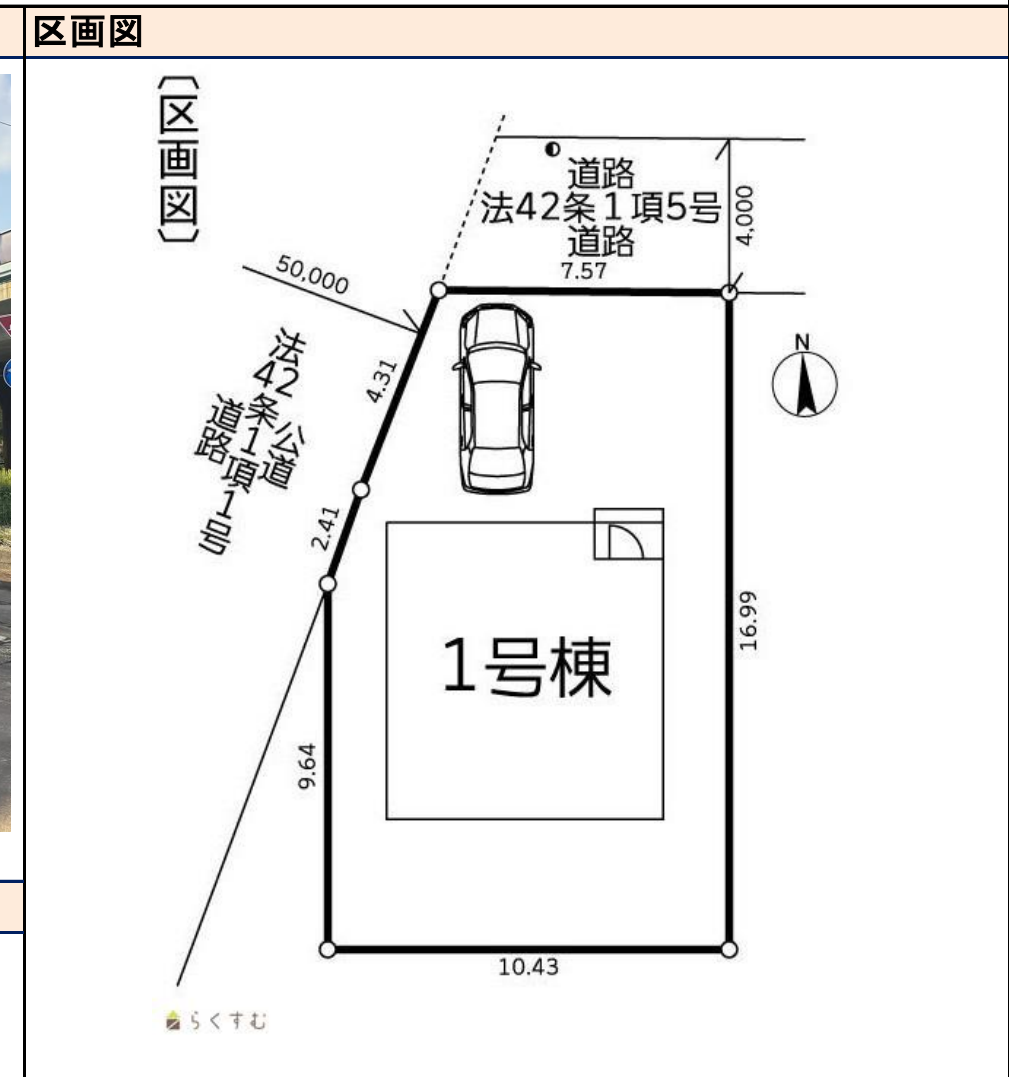 区画図
〔区画図〕
道路
法42条1項5号
道路
4,000
7.57
50,000
N
4.31
公道
法42条1項1号
道路
2.41
1号棟
16.99
9.64
10.43
らくすむ